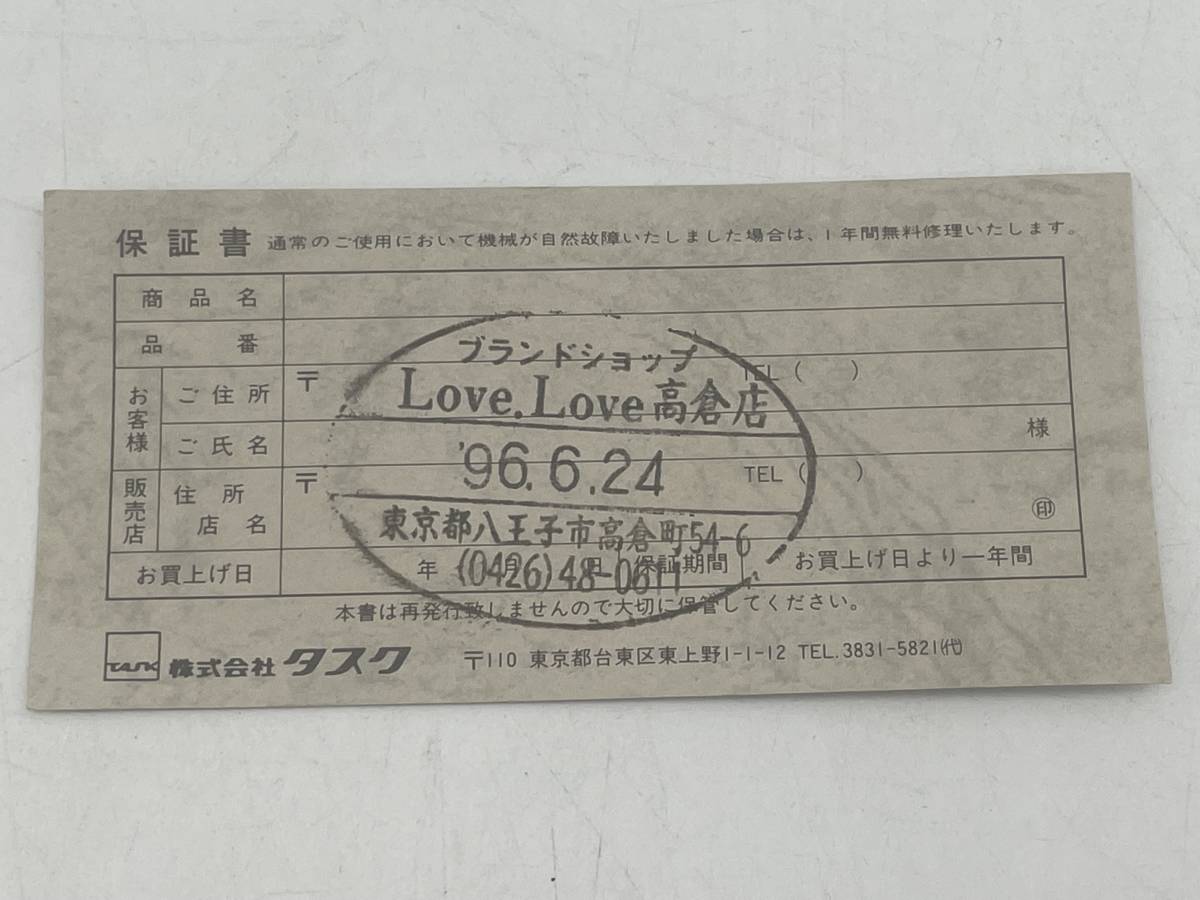 保証書 通常のご使用において機械が自然故障いたしました場合は、1年間無料修理いたします。
商品名
品番
お客様 ご住所 〒 TEL ( )
ご氏名 様
販売店 住所 店名 〒 TEL ( ) ㊞
お買上げ日 年 月 日 保証期間 お買上げ日より一年間
ブランドショップ
Love.Love高倉店
'96.6.24
東京都八王子市高倉町54-6
(0426)48-0611
本書は再発行致しませんので大切に保管してください。
TASK 株式会社タスク 〒110 東京都台東区東上野1-1-12 TEL.3831-5821㈹